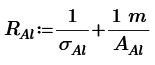 R_Al := 1/σ_Al + 1 m/A_Al